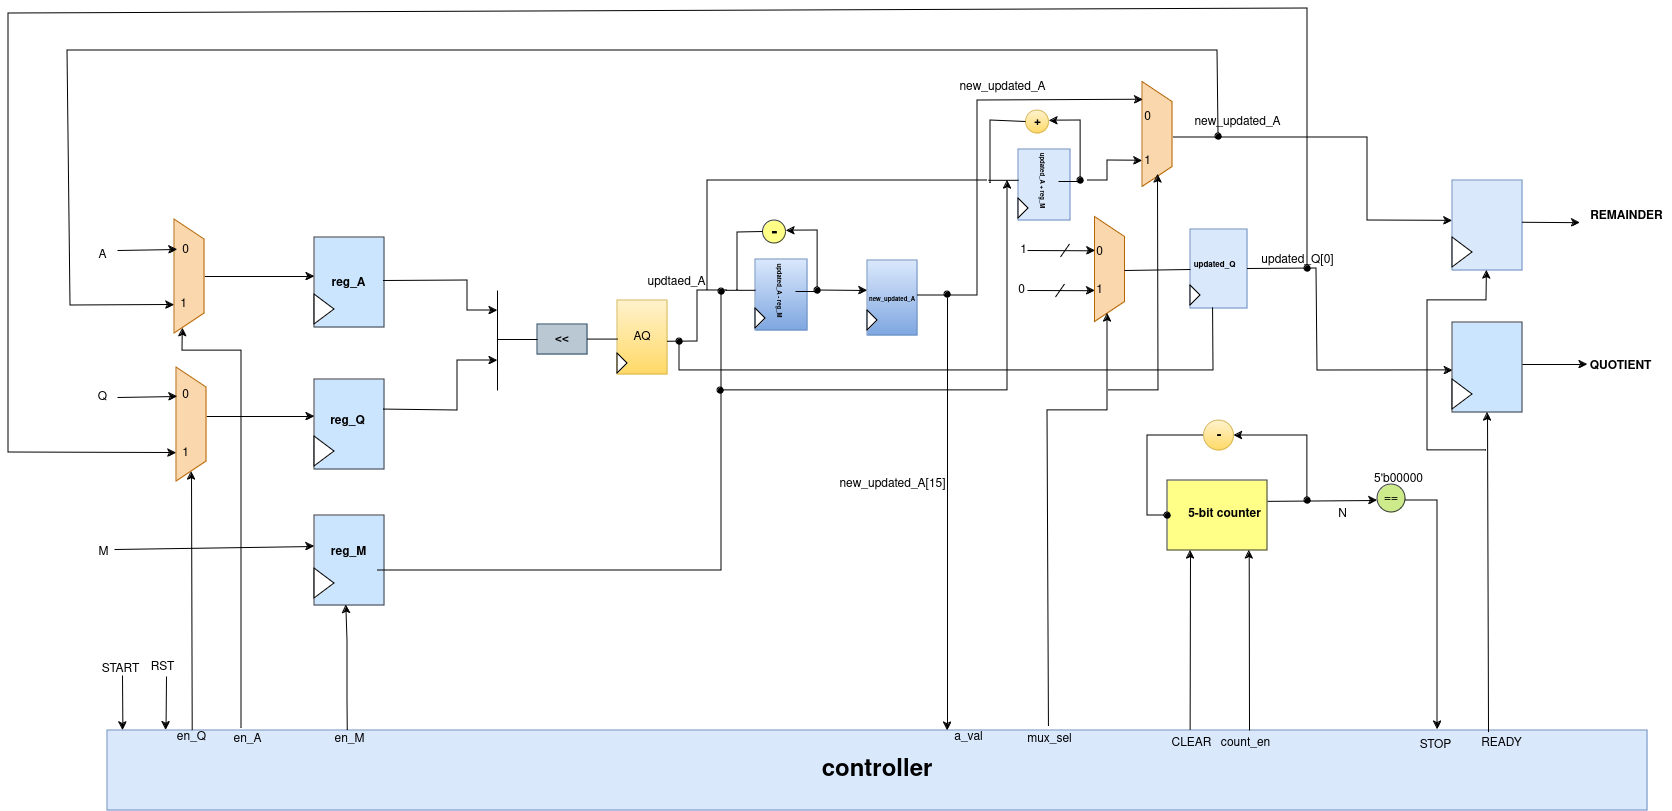 new_updated_A
+
0
new_updated_A
updated_A + reg_M
1
REMAINDER
A
0
-
1
0
updated_Q[0]
updated_Q
updated_A - reg_M
reg_A
updtaed_A
0
1
1
new_updated_A
<<
AQ
QUOTIENT
Q
0
reg_Q
-
1
new_updated_A[15]
5'b00000
==
5-bit counter
N
M
reg_M
START
RST
en_Q
en_A
en_M
a_val
mux_sel
CLEAR
count_en
STOP
READY
controller